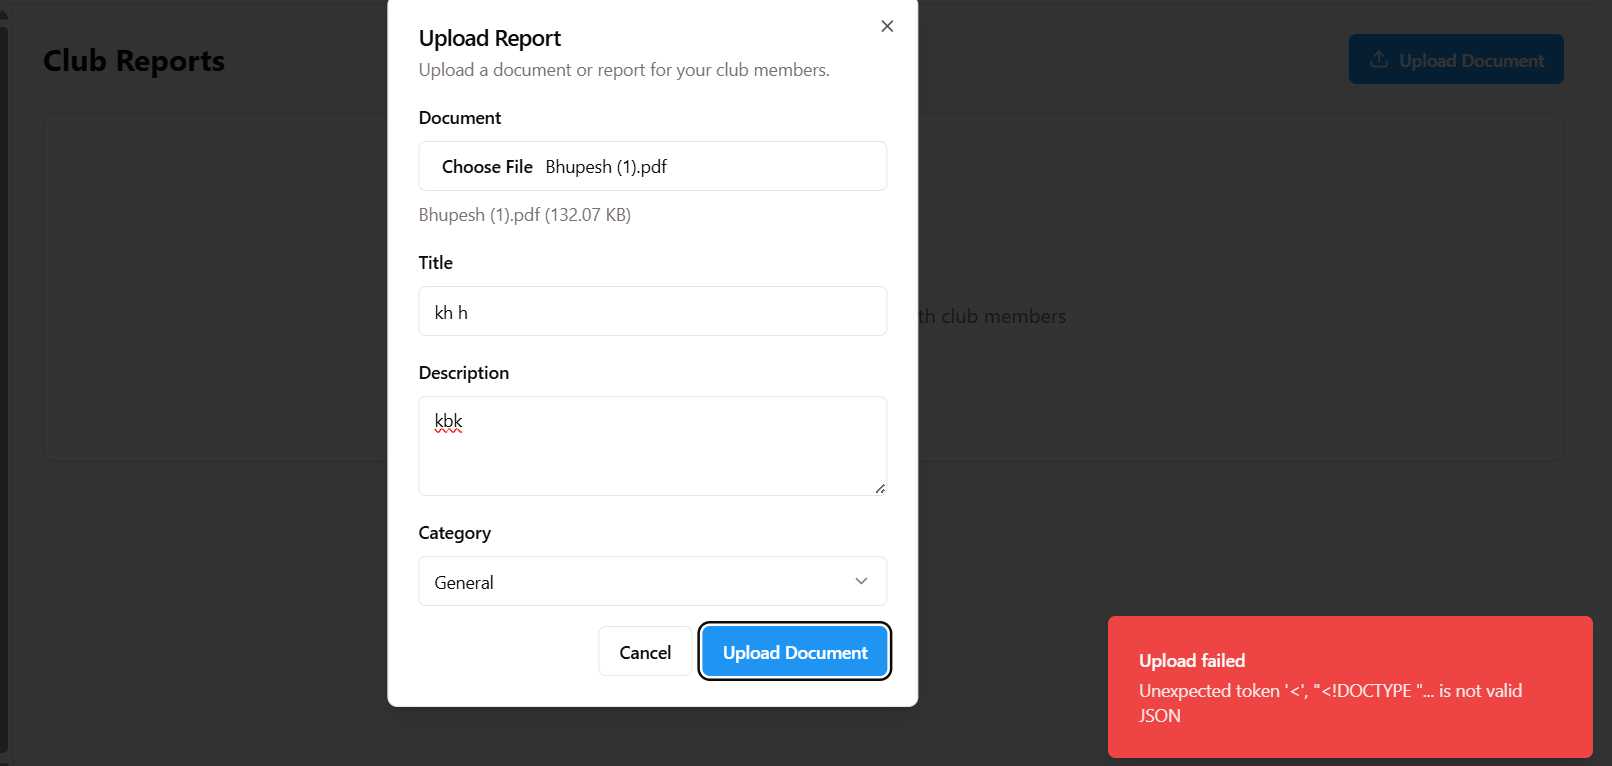 Club Reports
Upload Document
th club members
Upload Report
Upload a document or report for your club members.
Document
Choose File Bhupesh (1).pdf
Bhupesh (1).pdf (132.07 KB)
Title
kh h
Description
kbk
Category
General
Cancel
Upload Document
Upload failed
Unexpected token '<', "<!DOCTYPE "... is not valid
JSON